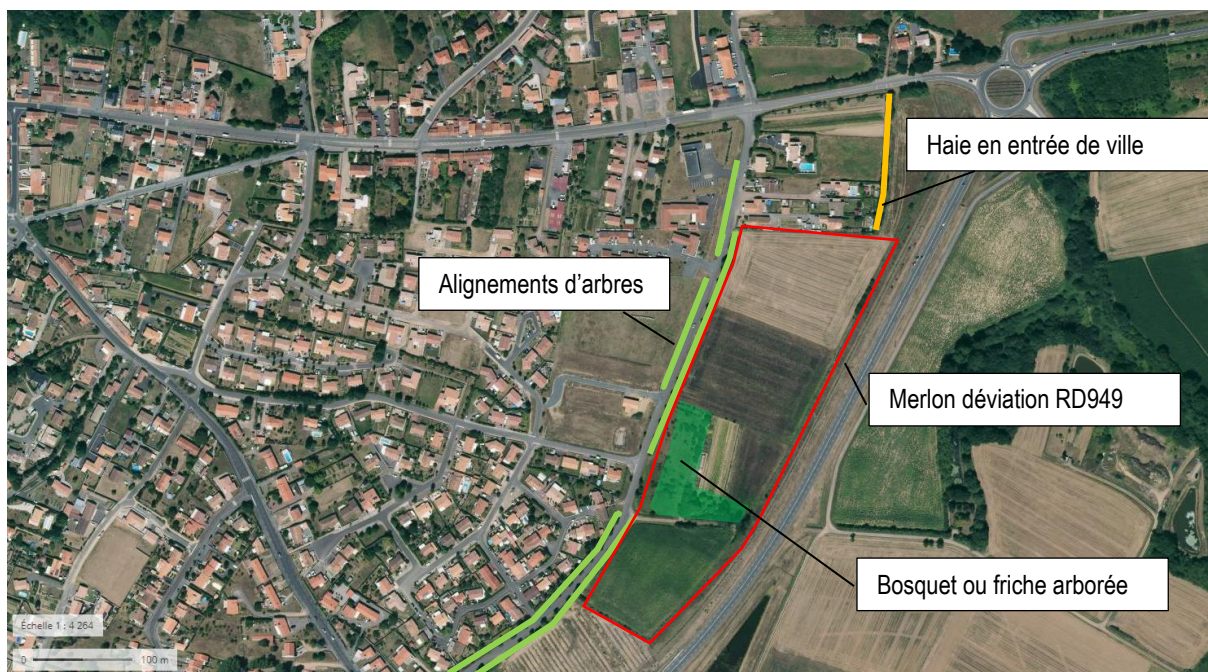 Haie en entrée de ville
Alignements d'arbres
Merlon déviation RD949
Bosquet ou friche arborée
Échelle 1 : 4 264
0 100 m